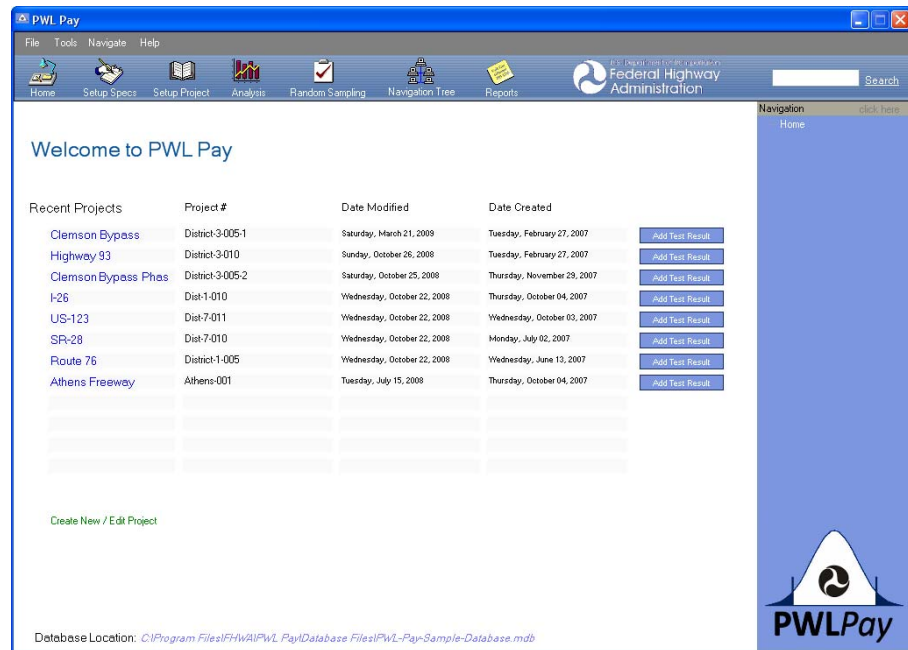 PWL Pay
File Tools Navigate Help
Home Setup Specs Setup Project Analysis Random Sampling Navigation Tree Reports
U.S. Department of Transportation
Federal Highway
Administration
Search
Navigation click here
Home
Welcome to PWL Pay
Recent Projects Project # Date Modified Date Created
Clemson Bypass District-3-005-1 Saturday, March 21, 2009 Tuesday, February 27, 2007 Add Test Result
Highway 93 District-3-010 Sunday, October 26, 2008 Tuesday, February 27, 2007 Add Test Result
Clemson Bypass Phas District-3-005-2 Saturday, October 25, 2008 Thursday, November 29, 2007 Add Test Result
I-26 Dist-1-010 Wednesday, October 22, 2008 Thursday, October 04, 2007 Add Test Result
US-123 Dist-7-011 Wednesday, October 22, 2008 Wednesday, October 03, 2007 Add Test Result
SR-28 Dist-7-010 Wednesday, October 22, 2008 Monday, July 02, 2007 Add Test Result
Route 76 District-1-005 Wednesday, October 22, 2008 Wednesday, June 13, 2007 Add Test Result
Athens Freeway Athens-001 Tuesday, July 15, 2008 Thursday, October 04, 2007 Add Test Result
Create New / Edit Project
Database Location: C:\Program Files\FHWA\PWL Pay\Database Files\PWL-Pay-Sample-Database.mdb
PWLPay